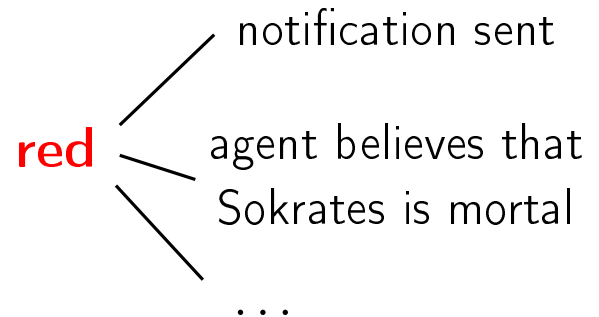 notification sent
red
agent believes that
Sokrates is mortal
...